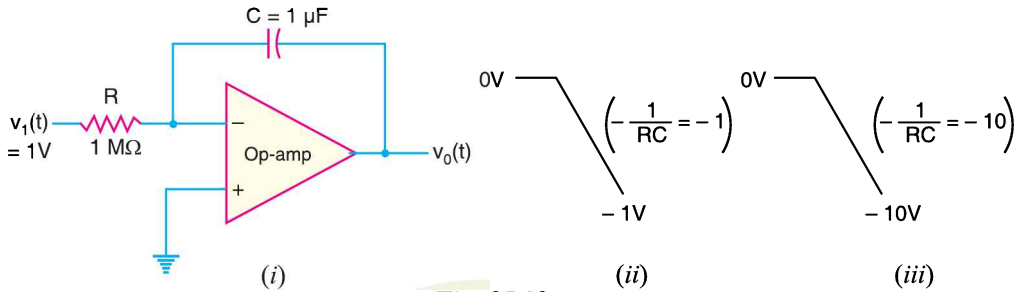 C = 1 µF
R
v₁(t)
= 1V
1 MΩ
−
Op-amp
+
v₀(t)
(i)
0V
(− 1/RC = − 1)
− 1V
(ii)
0V
(− 1/RC = − 10)
− 10V
(iii)